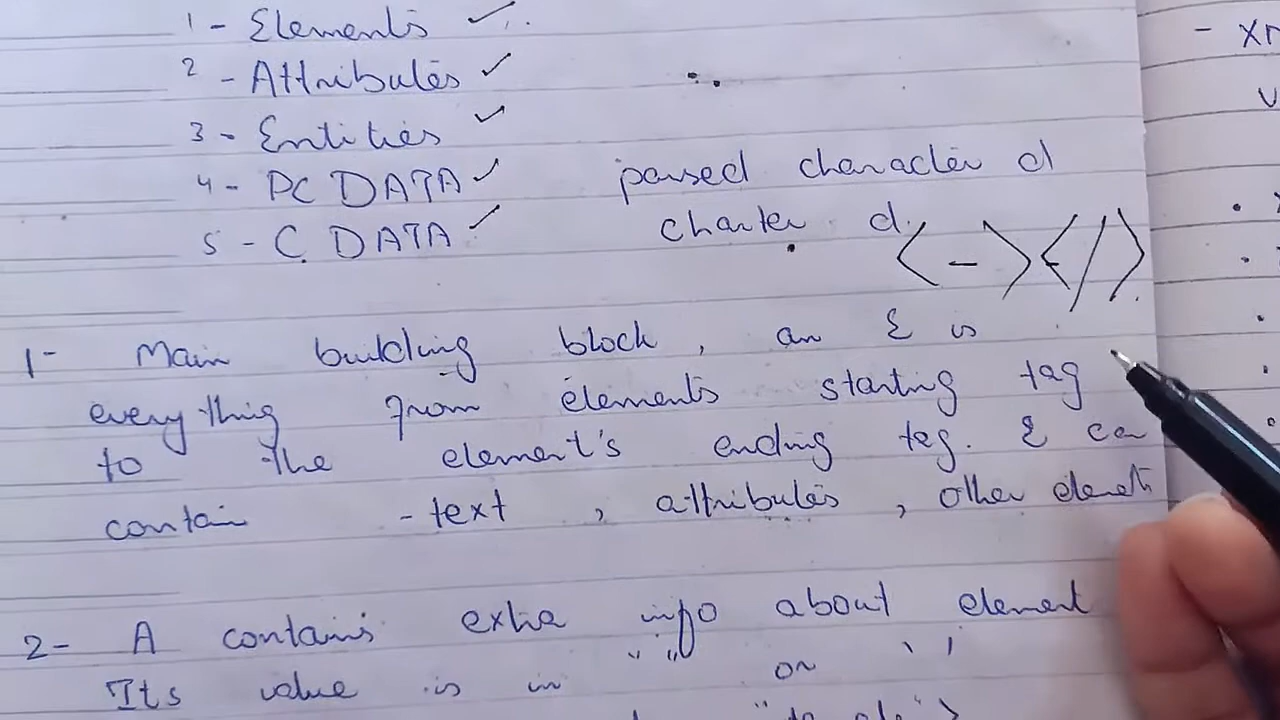 1 - Elements ✓
2 - Attributes ✓
3 - Entities ✓
4 - PC DATA ✓ parsed character d
5 - C. DATA ✓ charter d.
< - > < / >
1- Main building block, an E is
everything from elements starting tag
to the element's ending tag. E can
contain - text, attributes, other elements
2- A contains extra info about element
Its value is in " " or ' '
- XM